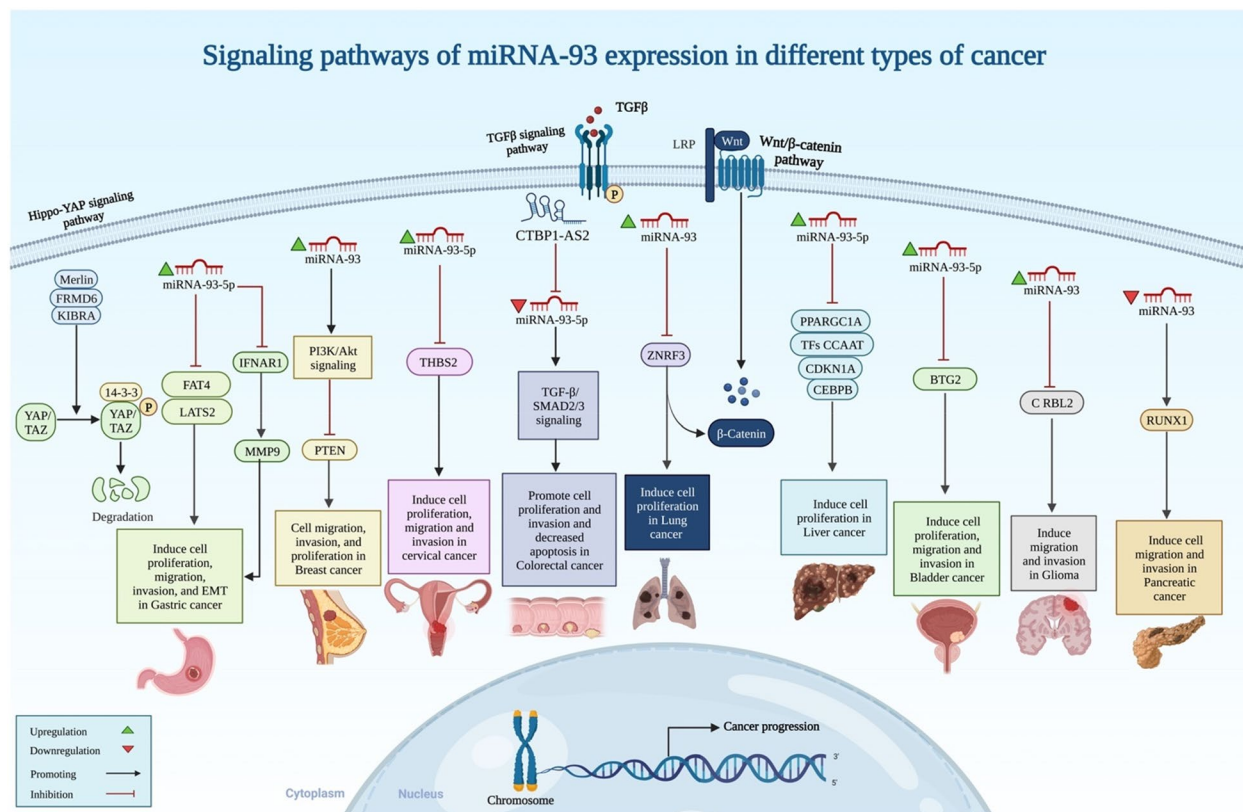 Signaling pathways of miRNA-93 expression in different types of cancer
TGFβ
TGFβ signaling
pathway
LRP
Wnt
Wnt/β-catenin
pathway
P
Hippo-YAP signaling
pathway
Merlin
FRMD6
KIBRA
YAP/
TAZ
14-3-3
YAP/
TAZ
P
Degradation
miRNA-93-5p
FAT4
LATS2
IFNAR1
MMP9
Induce cell
proliferation,
migration,
invasion, and EMT
in Gastric cancer
miRNA-93
PI3K/Akt
signaling
PTEN
Cell migration,
invasion, and
proliferation in
Breast cancer
miRNA-93-5p
THBS2
Induce cell
proliferation,
migration and
invasion in
cervical cancer
CTBP1-AS2
miRNA-93-5p
TGF-β/
SMAD2/3
signaling
Promote cell
proliferation and
invasion and
decreased
apoptosis in
Colorectal cancer
miRNA-93
ZNRF3
β-Catenin
Induce cell
proliferation
in Lung
cancer
miRNA-93-5p
PPARGC1A
TFs CCAAT
CDKN1A
CEBPB
Induce cell
proliferation in
Liver cancer
miRNA-93-5p
BTG2
Induce cell
proliferation,
migration and
invasion in
Bladder cancer
miRNA-93
C RBL2
Induce
migration
and invasion
in Glioma
miRNA-93
RUNX1
Induce cell
migration and
invasion in
Pancreatic
cancer
Upregulation
Downregulation
Promoting
Inhibition
Cytoplasm
Nucleus
Chromosome
Cancer progression
3'
5'